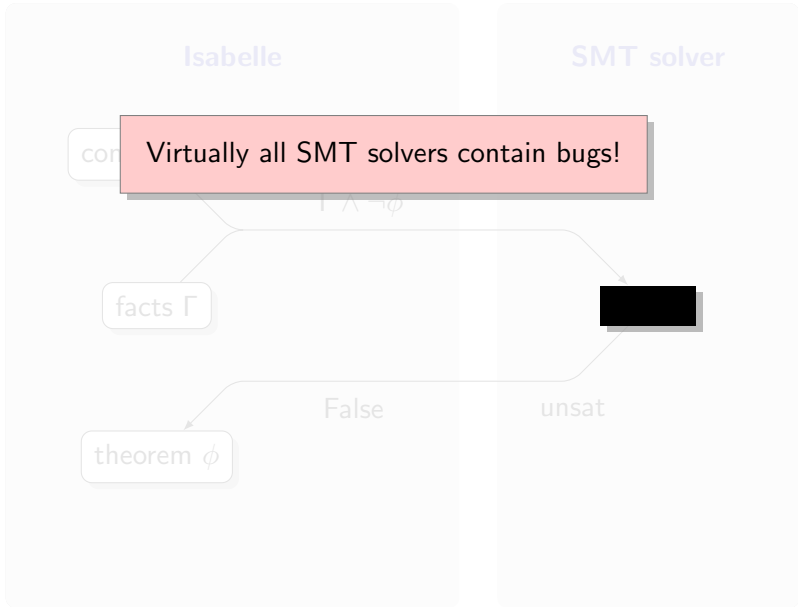 Isabelle
SMT solver
Virtually all SMT solvers contain bugs!
∧ ¬ϕ
facts Γ
False
unsat
theorem ϕ